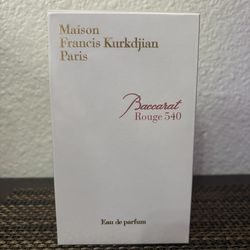 Maison
Francis Kurkdjian
Paris
Baccarat
Rouge 540
Eau de parfum